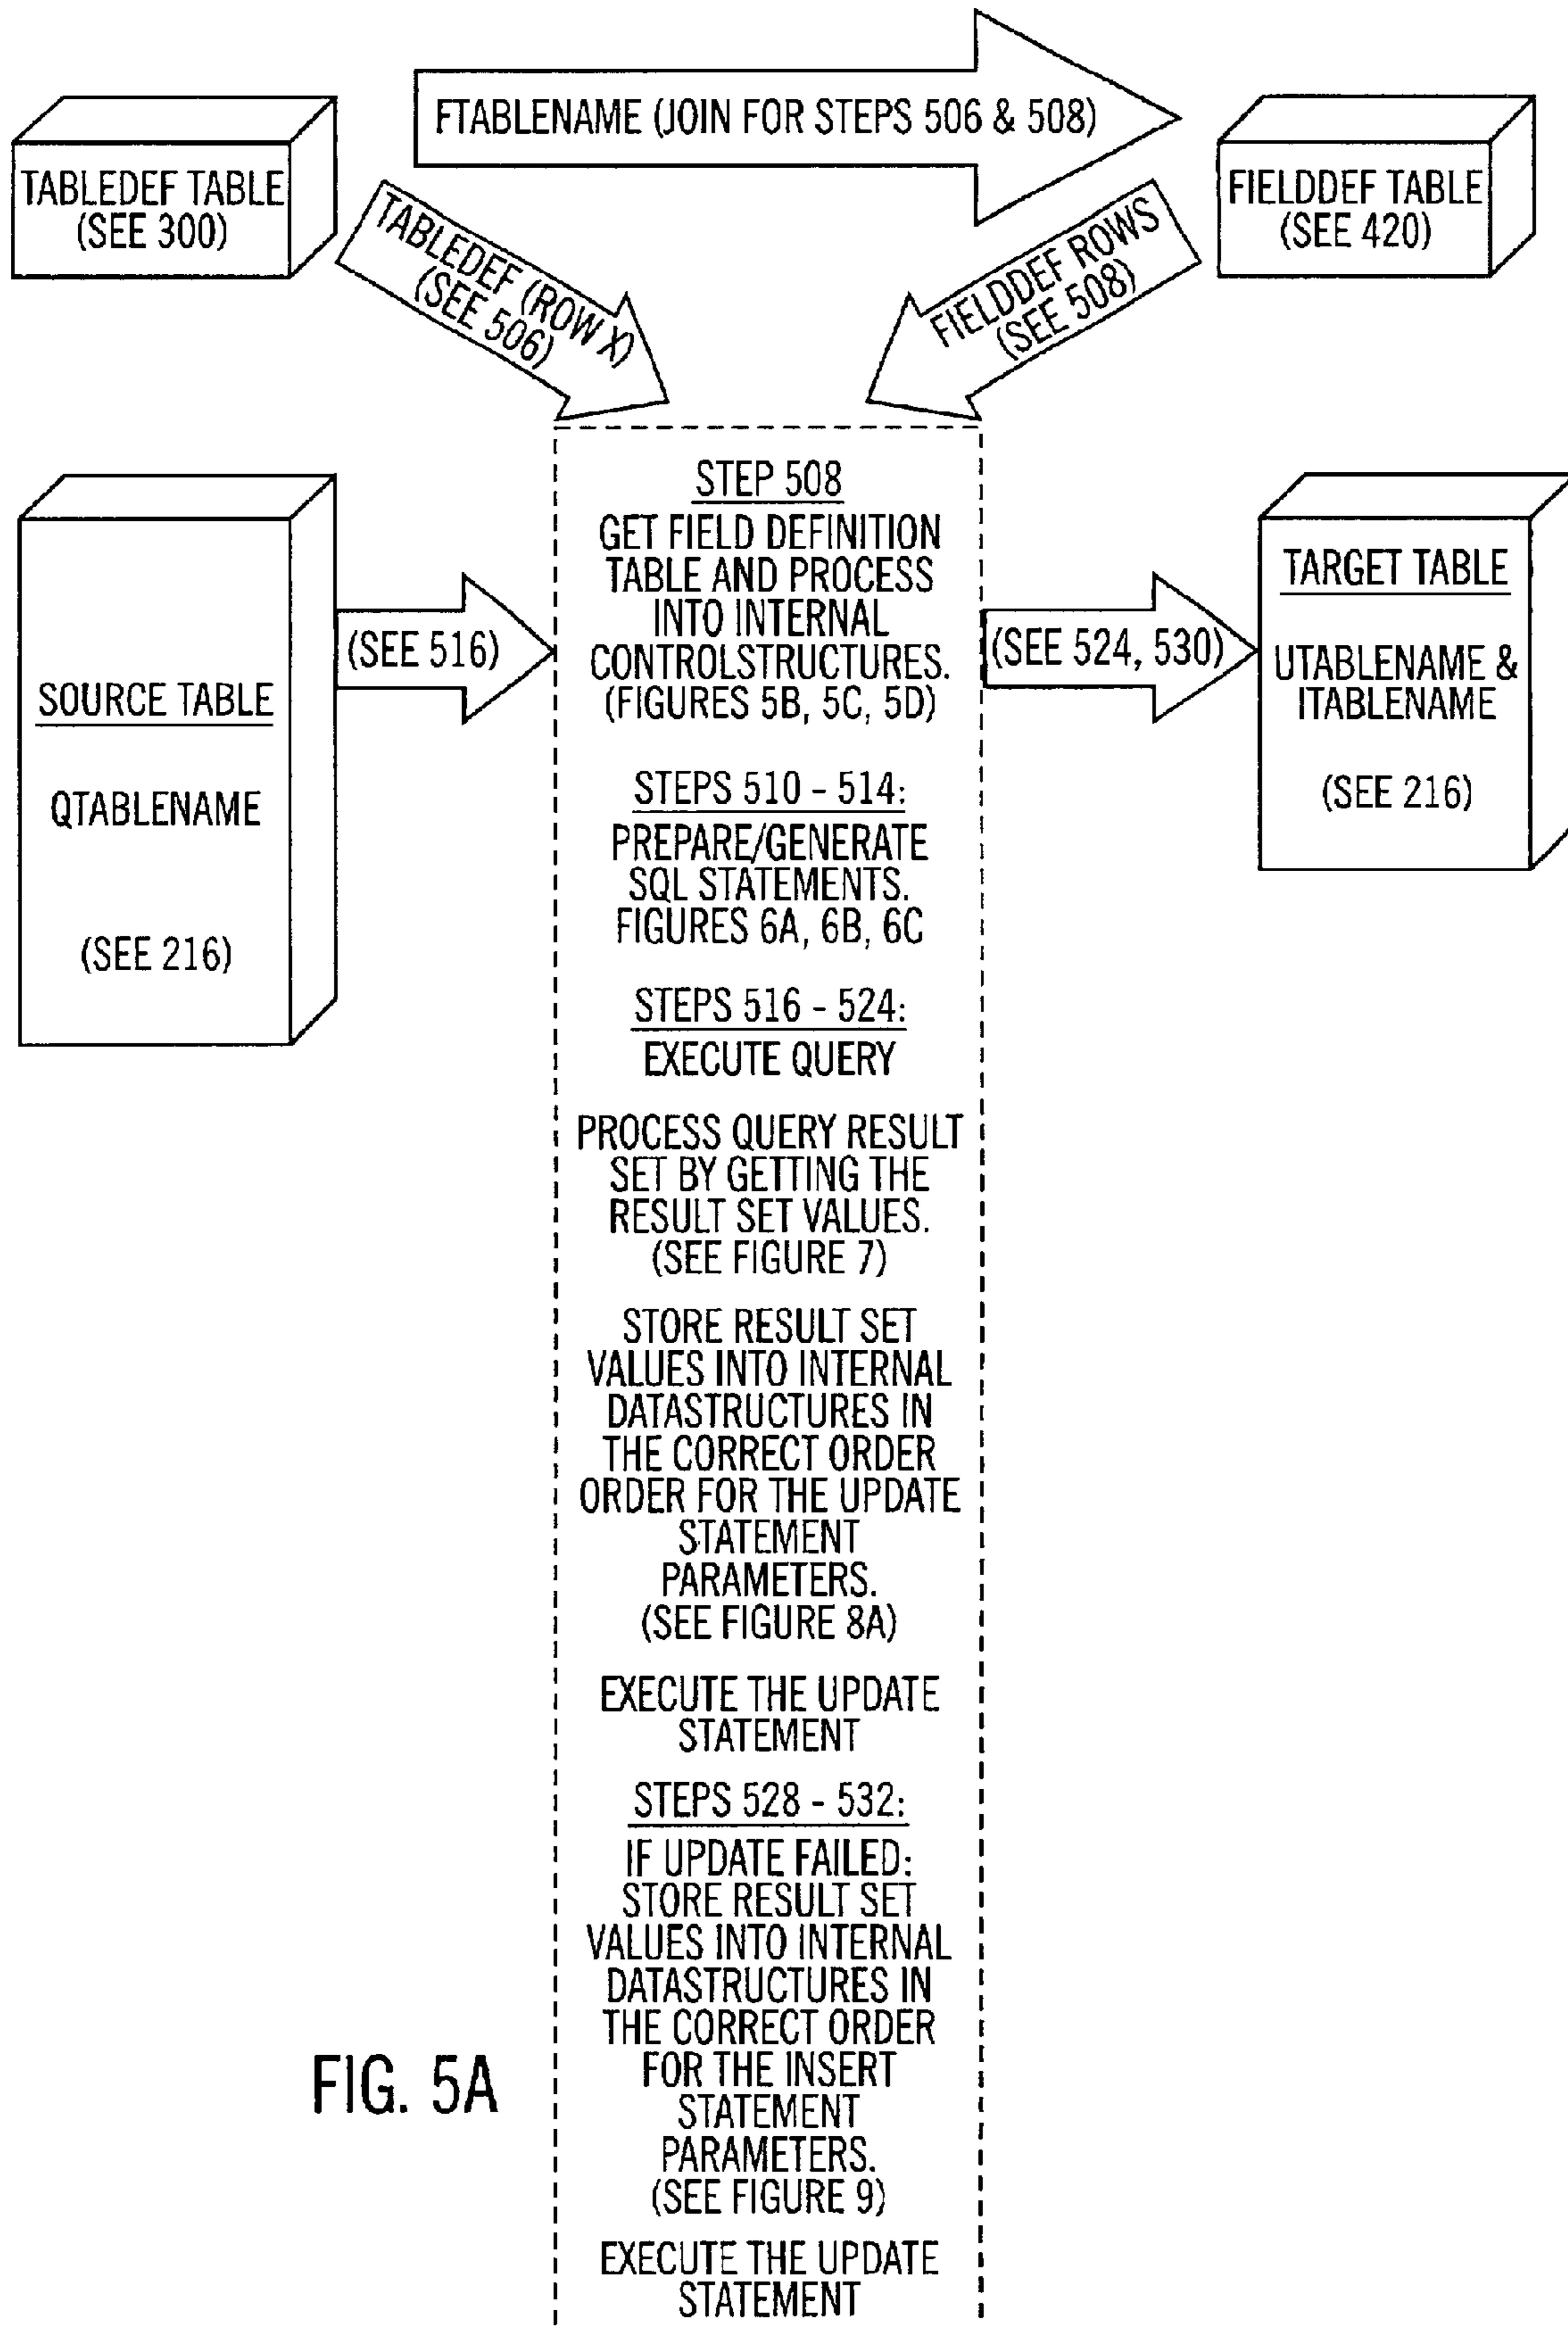 FTABLENAME (JOIN FOR STEPS 506 & 508)
TABLEDEF TABLE
(SEE 300)
FIELDDEF TABLE
(SEE 420)
TABLEDEF (ROW X)
(SEE 506)
FIELDDEF ROWS
(SEE 508)
SOURCE TABLE
QTABLENAME
(SEE 216)
(SEE 516)
STEP 508
GET FIELD DEFINITION
TABLE AND PROCESS
INTO INTERNAL
CONTROLSTRUCTURES.
(FIGURES 5B, 5C, 5D)
STEPS 510 - 514:
PREPARE/GENERATE
SQL STATEMENTS.
FIGURES 6A, 6B, 6C
STEPS 516 - 524:
EXECUTE QUERY
PROCESS QUERY RESULT
SET BY GETTING THE
RESULT SET VALUES.
(SEE FIGURE 7)
STORE RESULT SET
VALUES INTO INTERNAL
DATASTRUCTURES IN
THE CORRECT ORDER
ORDER FOR THE UPDATE
STATEMENT
PARAMETERS.
(SEE FIGURE 8A)
EXECUTE THE UPDATE
STATEMENT
STEPS 528 - 532:
IF UPDATE FAILED:
STORE RESULT SET
VALUES INTO INTERNAL
DATASTRUCTURES IN
THE CORRECT ORDER
FOR THE INSERT
STATEMENT
PARAMETERS.
(SEE FIGURE 9)
EXECUTE THE UPDATE
STATEMENT
(SEE 524, 530)
TARGET TABLE
UTABLENAME &
ITABLENAME
(SEE 216)
FIG. 5A